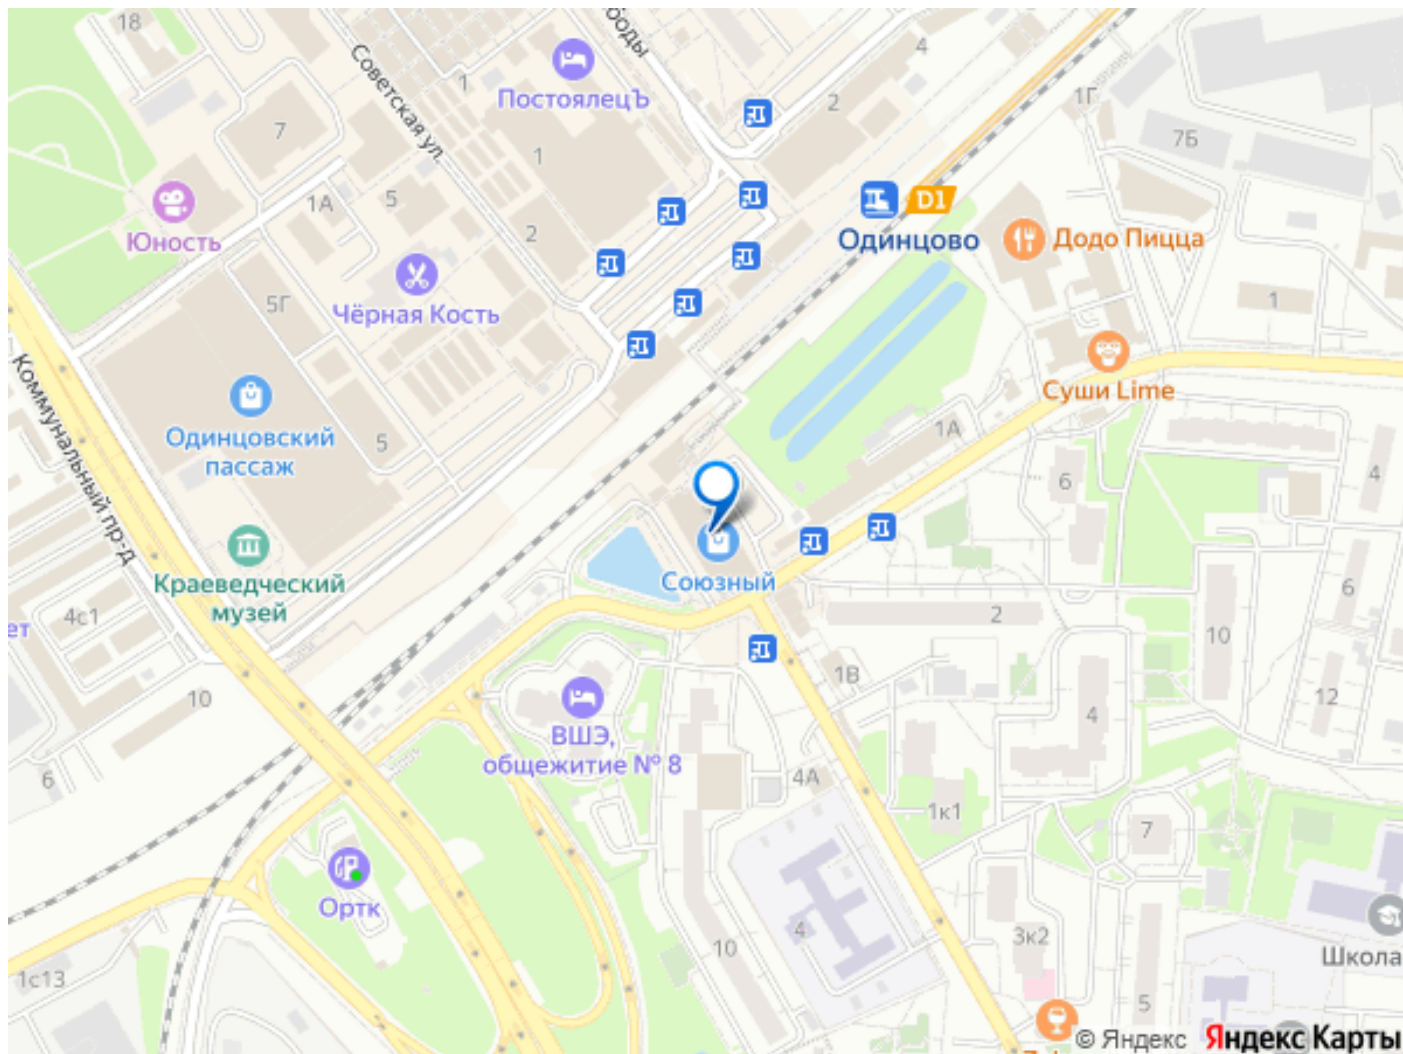 18
Советская ул.
боды
4
1
ПостоялецЪ
2
1Г
7
1
7Б
1А
5
D1
Юность
2
Одинцово
Додо Пицца
5Г
Чёрная Кость
1
Коммунальный пр-д
Суши Lime
Одинцовский
пассаж
5
1А
6
4
Краеведческий
музей
Союзный
4с1
ет
2
6
10
10
1В
12
4
ВШЭ,
общежитие № 8
6
4А
1к1
7
Ортк
4
10
3к2
1с13
Школа
5
© Яндекс
Яндекс Карты